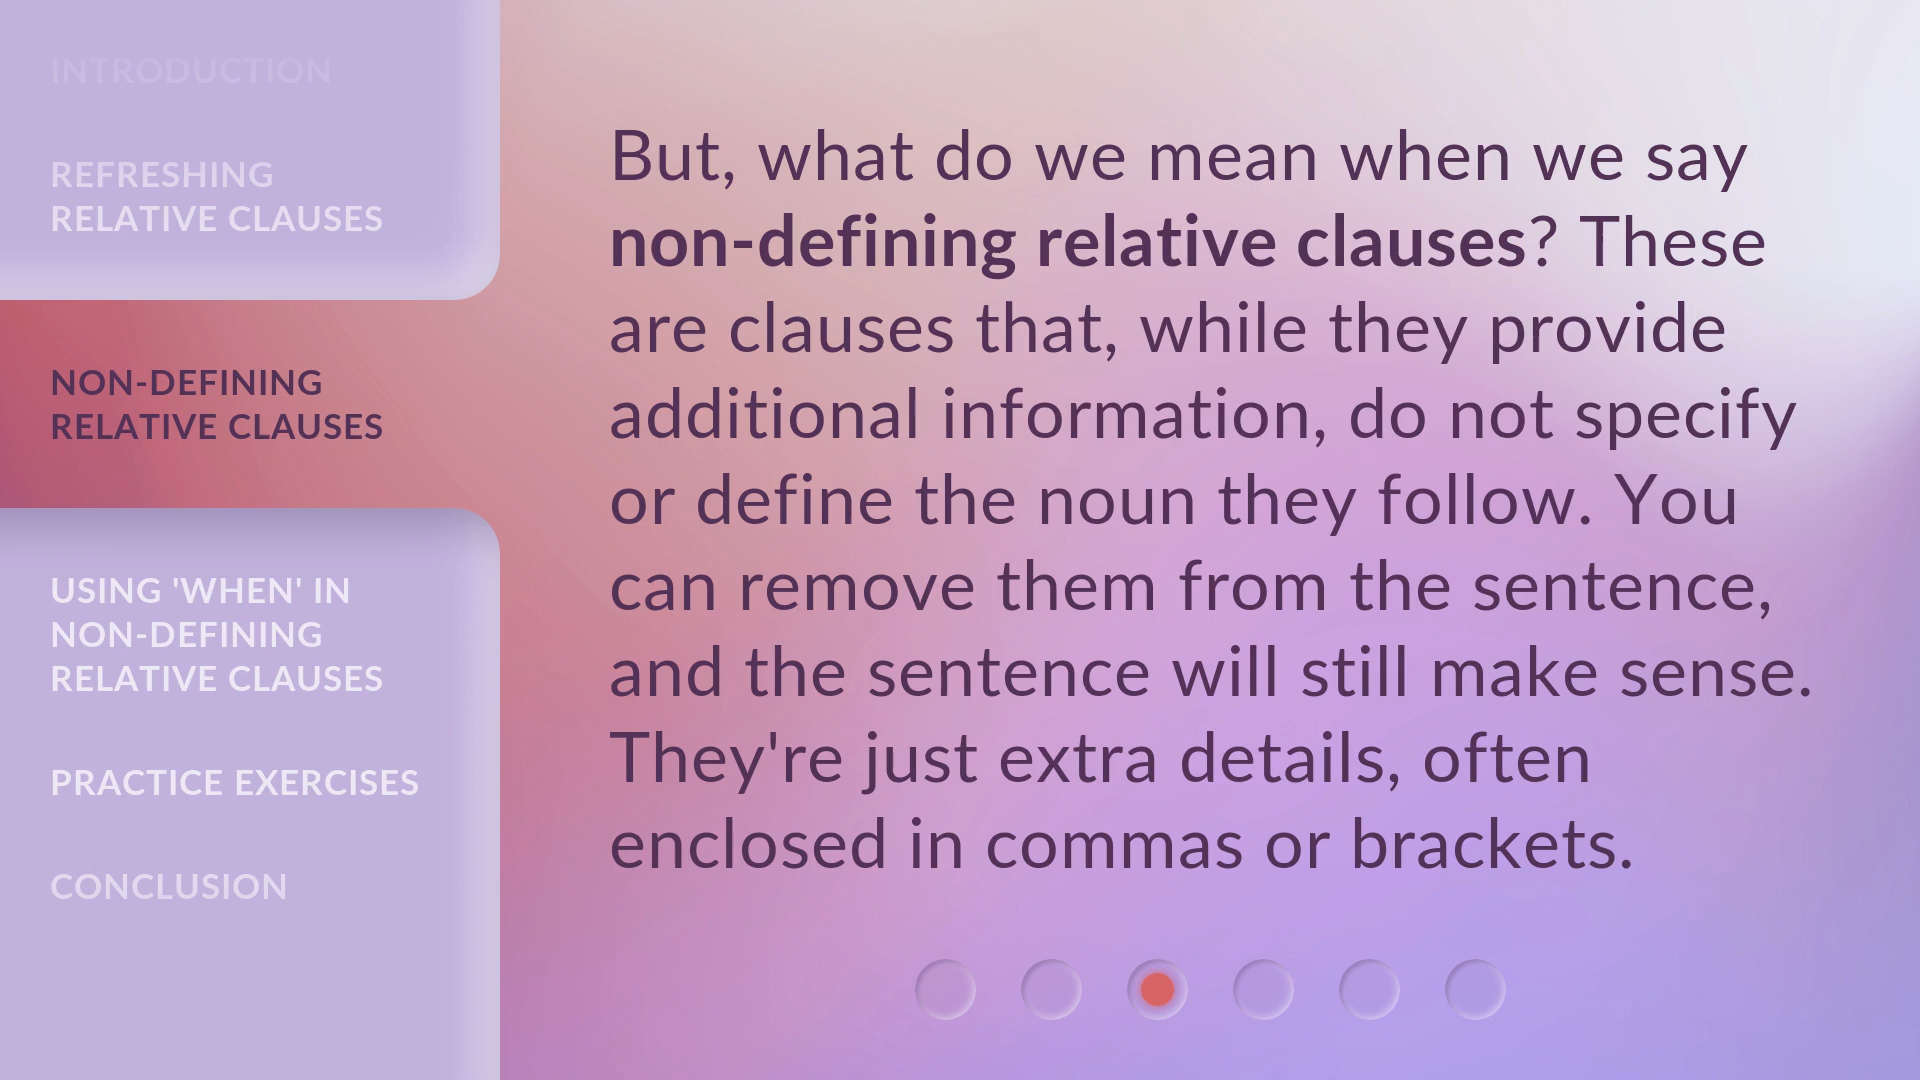 INTRODUCTION
REFRESHING
RELATIVE CLAUSES
NON-DEFINING
RELATIVE CLAUSES
USING 'WHEN' IN
NON-DEFINING
RELATIVE CLAUSES
PRACTICE EXERCISES
CONCLUSION
But, what do we mean when we say
non-defining relative clauses? These
are clauses that, while they provide
additional information, do not specify
or define the noun they follow. You
can remove them from the sentence,
and the sentence will still make sense.
They're just extra details, often
enclosed in commas or brackets.